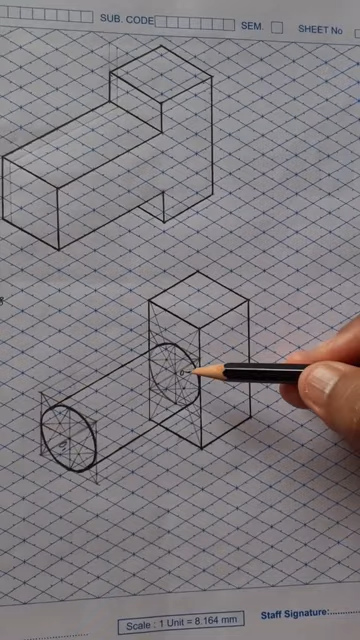 SUB. CODE SEM. SHEET No
Scale : 1 Unit = 8.164 mm
Staff Signature: